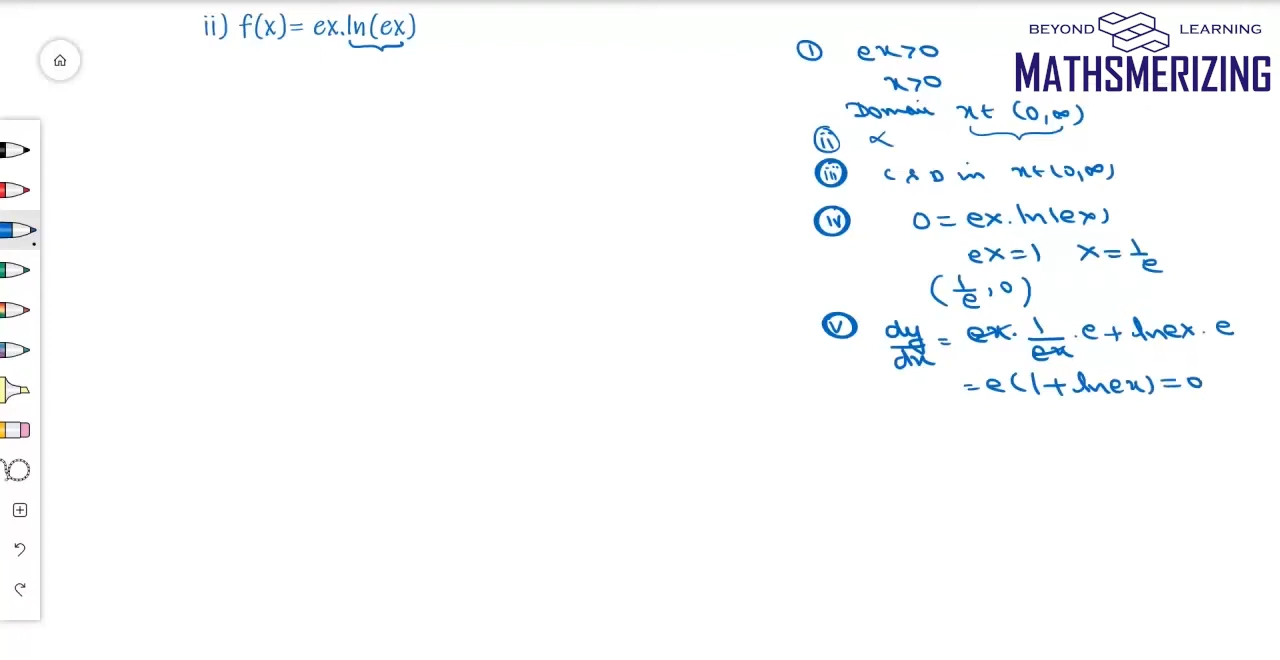 ii) f(x)= ex.ln(ex)
BEYOND LEARNING
MATHSMERIZING
(i) ex>0
x>0
Domain x∈ (0,∞)
(ii) ∝
(iii) C & D in x∈(0,∞)
(iv) 0 = ex. ln(ex)
ex=1 x=1/e
(1/e, 0)
(v) dy/dx = ex. 1/ex .e + lnex. e
= e(1+lnex)=0